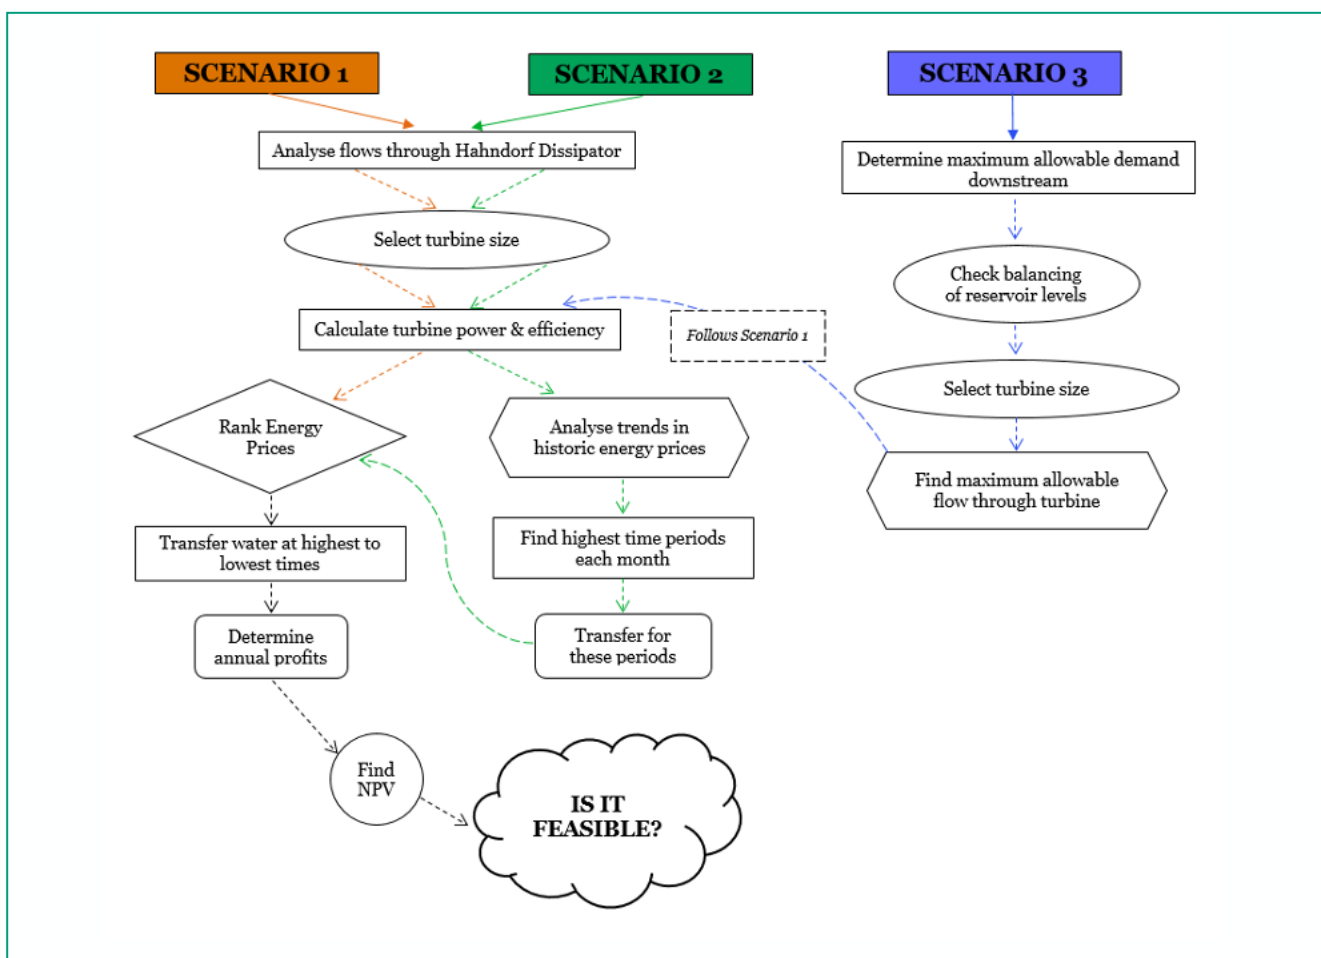 SCENARIO 1
SCENARIO 2
SCENARIO 3
Analyse flows through Hahndorf Dissipator
Determine maximum allowable demand
downstream
Select turbine size
Check balancing
of reservoir levels
Calculate turbine power & efficiency
Follows Scenario 1
Select turbine size
Rank Energy
Prices
Analyse trends in
historic energy prices
Find maximum allowable
flow through turbine
Transfer water at highest to
lowest times
Find highest time periods
each month
Determine
annual profits
Transfer for
these periods
Find
NPV
IS IT
FEASIBLE?